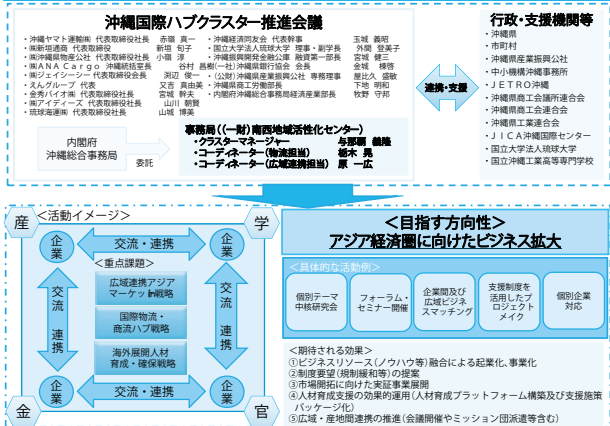 沖縄国際ハブクラスター推進会議
・沖縄ヤマト運輸㈱ 代表取締役 赤嶺 真一
・㈱新垣通商 代表取締役 新垣 旬子
・㈱沖縄県物産公社 代表取締役 小嶺 淳
・㈱ANA Cargo 沖縄統括室長 谷村 昌樹
・㈱ジェイシーシー 代表取締役会長 渕辺 俊一
・えんグループ 代表 又吉 真由美
・金秀バイオ㈱ 代表取締役社長 宮城 幹夫
・㈱アイディーズ 代表取締役社長 山川 朝賢
・琉球海運㈱ 代表取締役社長 山城 博美
・沖縄経済同友会 代表幹事 玉城 義昭
・国立大学法人琉球大学 理事・副学長 外間 登美子
・沖縄振興開発金融公庫 融資第一部長 宮城 健三
(一社)沖縄県銀行協会 会長 金城 棟啓
・(公財)沖縄県産業振興公社 専務理事 屋比久 盛敏
・沖縄県商工労働部長 下地 明和
・内閣府沖縄総合事務局経済産業部長 牧野 守邦
内閣府
沖縄総合事務局
委託
事務局((一財)南西地域活性化センター)
・クラスターマネージャー 与那覇 義隆
・コーディネーター(物流担当) 栃木 晃
・コーディネーター(広域連携担当) 原 一広
連携・支援
行政・支援機関等
・沖縄県
・市町村
・沖縄県産業振興公社
・中小機構沖縄事務所
・JETRO沖縄
・沖縄県商工会議所連合会
・沖縄県商工会連合会
・沖縄県工業連合会
・JICA沖縄国際センター
・国立大学法人琉球大学
・国立沖縄工業高等専門学校
産
<活動イメージ>
学
企業
交流・連携
企業
<重点課題>
交流 連携
広域連携アジア
マーケットin戦略
国際物流・
商流ハブ戦略
海外展開人材
育成・確保戦略
交流 連携
企業
交流・連携
企業
金
官
<目指す方向性>
アジア経済圏に向けたビジネス拡大
<具体的な活動例>
個別テーマ
中核研究会
フォーラム・
セミナー開催
企業間及び
広域ビジネ
スマッチング
支援制度を
活用したプ
ロジェクト
メイク
個別企業
対応
<期待される効果>
①ビジネスリソース(ノウハウ等)融合による起業化、事業化
②制度要望(規制緩和等)の提案
③市場開拓に向けた実証事業展開
④人材育成支援の効果的運用(人材育成プラットフォーム構築及び支援施策
パッケージ化)
⑤広域・産地間連携の推進(会議開催やミッション団派遣等含む)